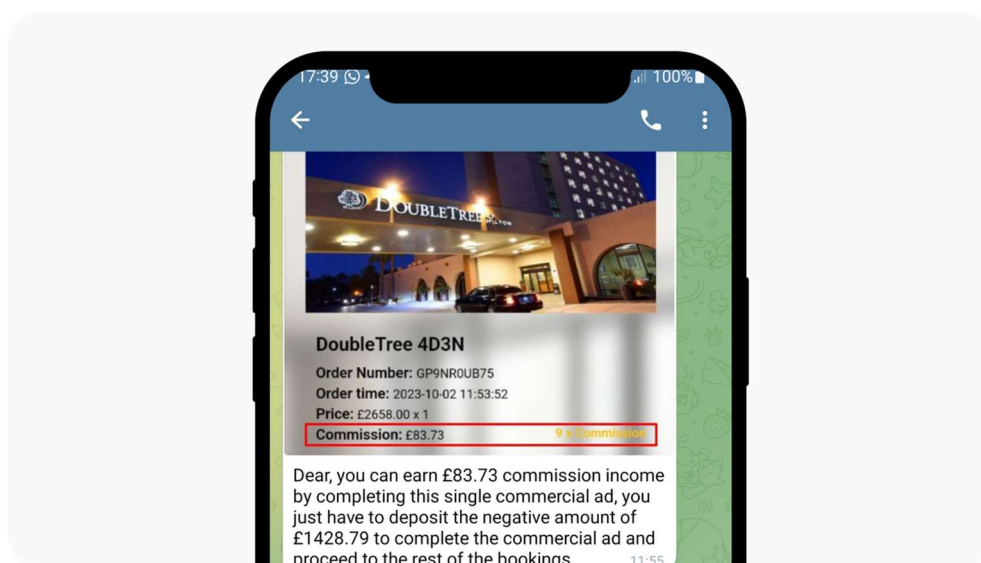 17:39
100%
DOUBLETREE
HILTON
DoubleTree 4D3N
Order Number: GP9NR0UB75
Order time: 2023-10-02 11:53:52
Price: £2658.00 x 1
Commission: £83.73 9 x Commission
Dear, you can earn £83.73 commission income
by completing this single commercial ad, you
just have to deposit the negative amount of
£1428.79 to complete the commercial ad and
proceed to the rest of the bookings
11:55